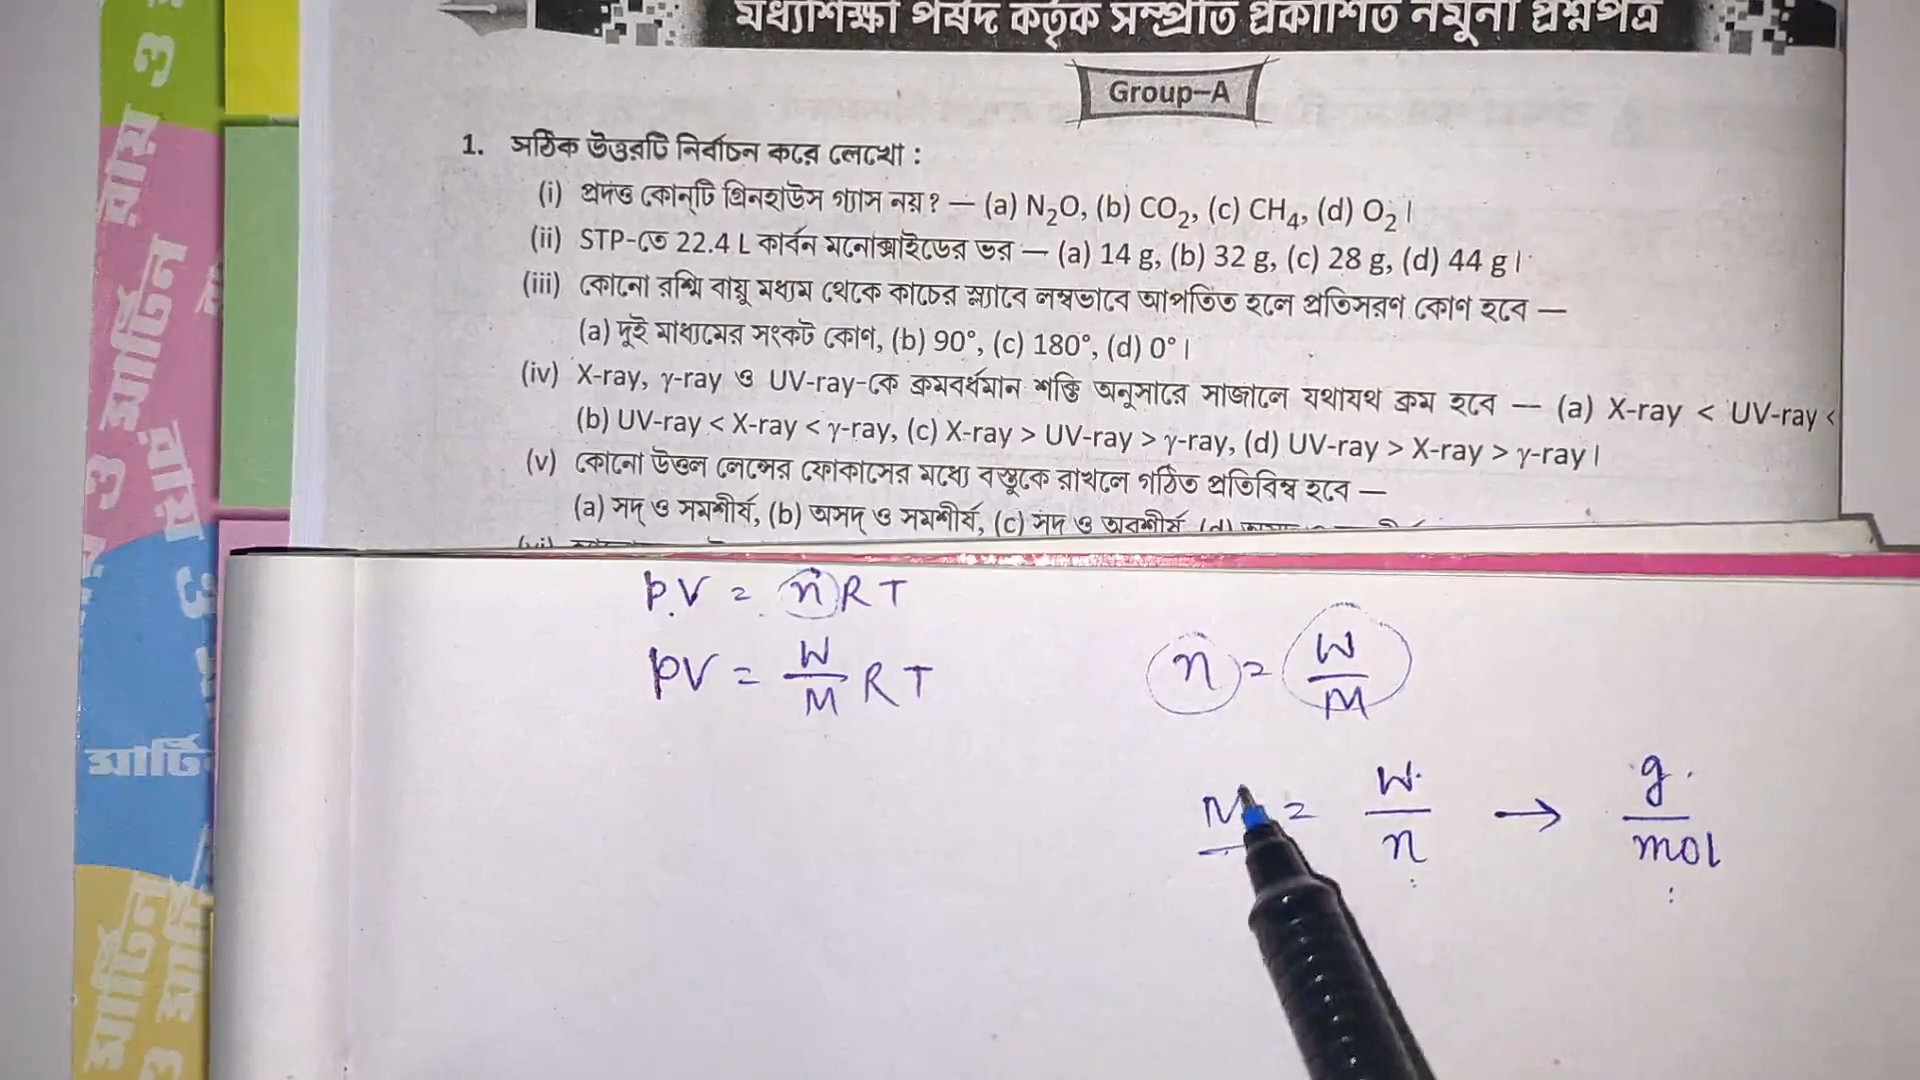 মধ্যশিক্ষা পর্ষদ কর্তৃক সম্প্রতি প্রকাশিত নমুনা প্রশ্নপত্র
Group–A
1. সঠিক উত্তরটি নির্বাচন করে লেখো :
(i) প্রদত্ত কোন্‌টি গ্রিনহাউস গ্যাস নয়? — (a) N₂O, (b) CO₂, (c) CH₄, (d) O₂।
(ii) STP-তে 22.4 L কার্বন মনোক্সাইডের ভর — (a) 14 g, (b) 32 g, (c) 28 g, (d) 44 g।
(iii) কোনো রশ্মি বায়ু মধ্যম থেকে কাচের স্ল্যাবে লম্বভাবে আপতিত হলে প্রতিসরণ কোণ হবে —
(a) দুই মাধ্যমের সংকট কোণ, (b) 90°, (c) 180°, (d) 0°।
(iv) X-ray, γ-ray ও UV-ray-কে ক্রমবর্ধমান শক্তি অনুসারে সাজালে যথাযথ ক্রম হবে — (a) X-ray < UV-ray <
(b) UV-ray < X-ray < γ-ray, (c) X-ray > UV-ray > γ-ray, (d) UV-ray > X-ray > γ-ray।
(v) কোনো উত্তল লেন্সের ফোকাসের মধ্যে বস্তুকে রাখলে গঠিত প্রতিবিম্ব হবে —
(a) সদ্ ও সমশীর্ষ, (b) অসদ্ ও সমশীর্ষ, (c) সদ ও অবশীর্ষ, (d)
(vi)
PV = nRT
PV = W/M RT
n = W/M
M = W/n → g/mol
রায় ও মার্টিন
মার্টি